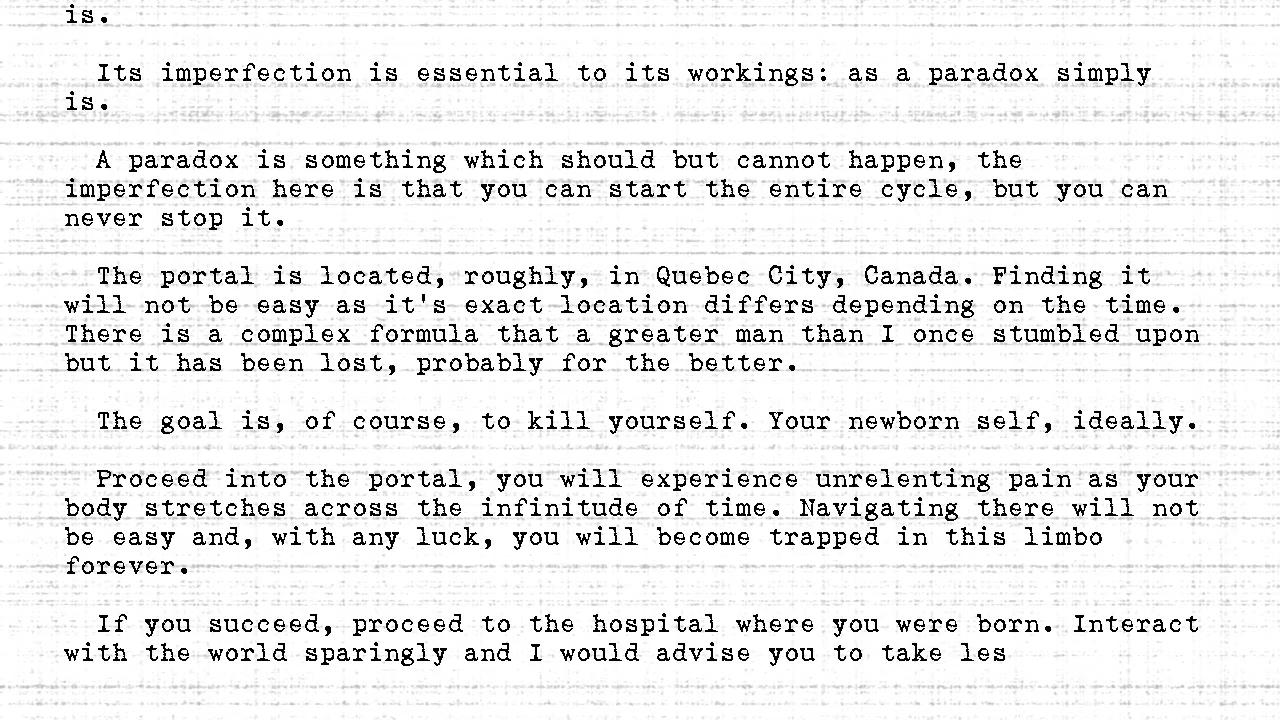 is.
Its imperfection is essential to its workings: as a paradox simply
is.
A paradox is something which should but cannot happen, the
imperfection here is that you can start the entire cycle, but you can
never stop it.
The portal is located, roughly, in Quebec City, Canada. Finding it
will not be easy as it's exact location differs depending on the time.
There is a complex formula that a greater man than I once stumbled upon
but it has been lost, probably for the better.
The goal is, of course, to kill yourself. Your newborn self, ideally.
Proceed into the portal, you will experience unrelenting pain as your
body stretches across the infinitude of time. Navigating there will not
be easy and, with any luck, you will become trapped in this limbo
forever.
If you succeed, proceed to the hospital where you were born. Interact
with the world sparingly and I would advise you to take les